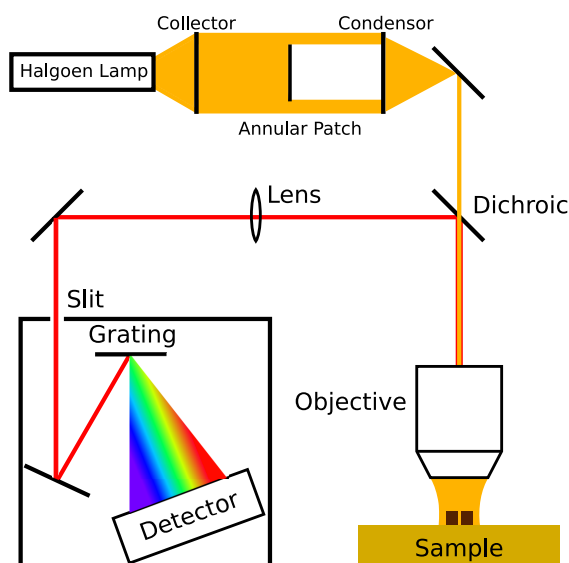 Collector
Condensor
Halgoen Lamp
Annular Patch
Lens
Dichroic
Slit
Grating
Objective
Detector
Sample